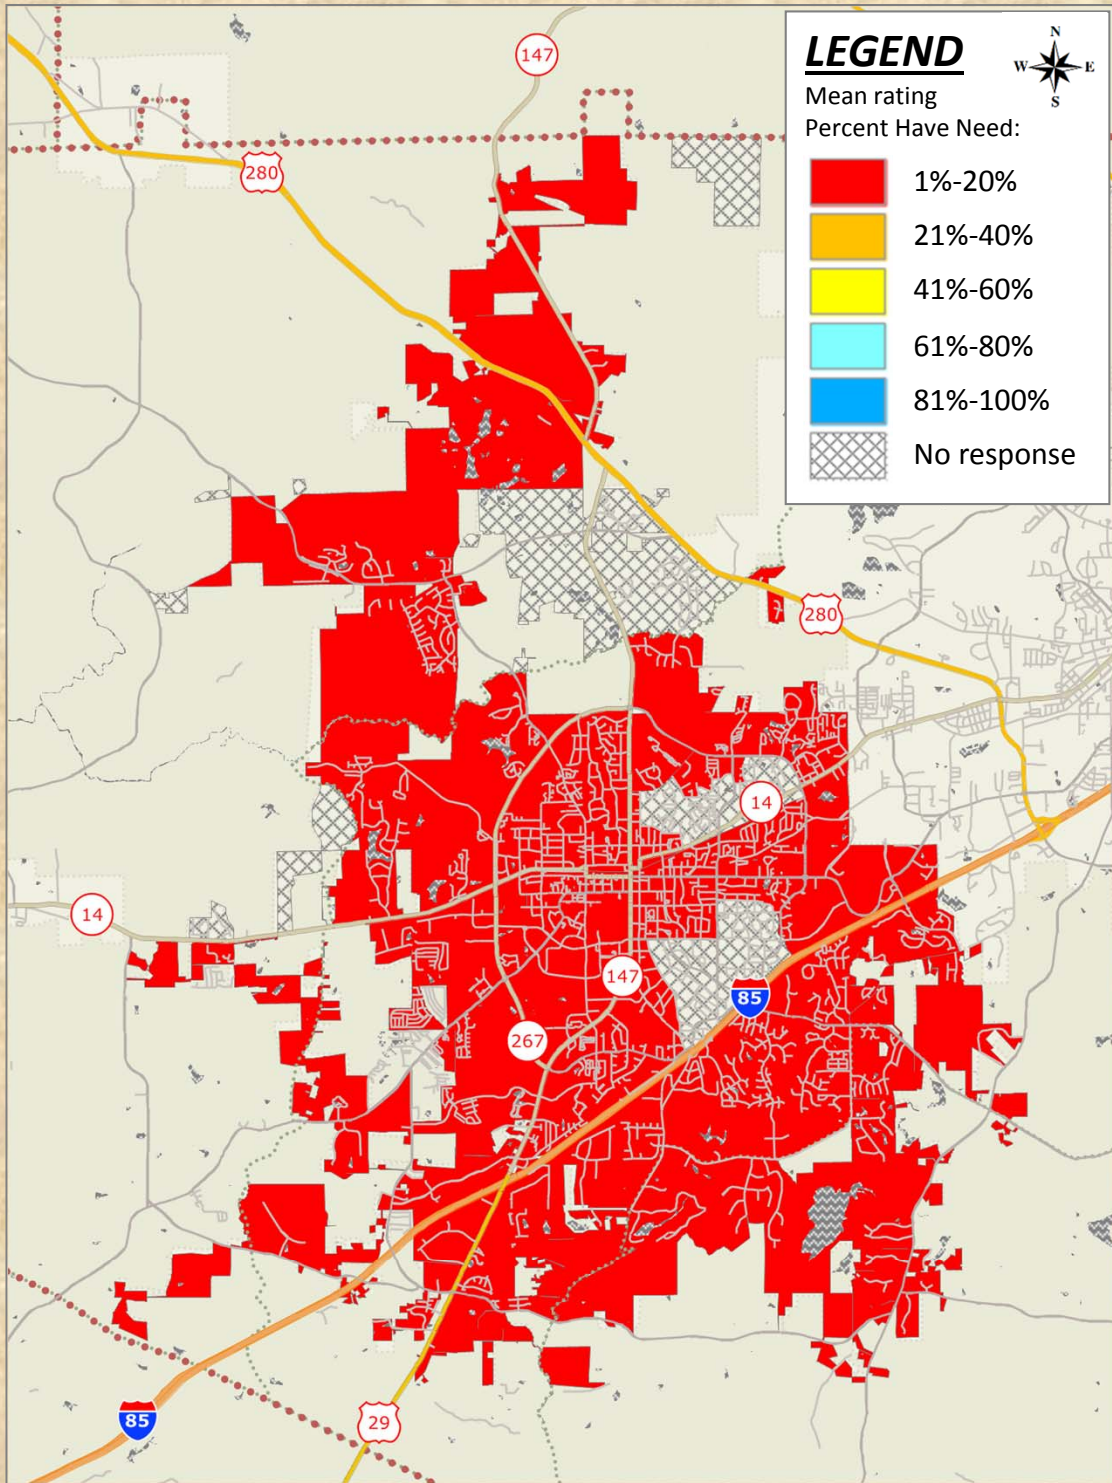 147
LEGEND
N
W
E
S
Mean rating
Percent Have Need:
1%-20%
21%-40%
41%-60%
61%-80%
81%-100%
No response
280
280
14
14
147
85
267
85
29